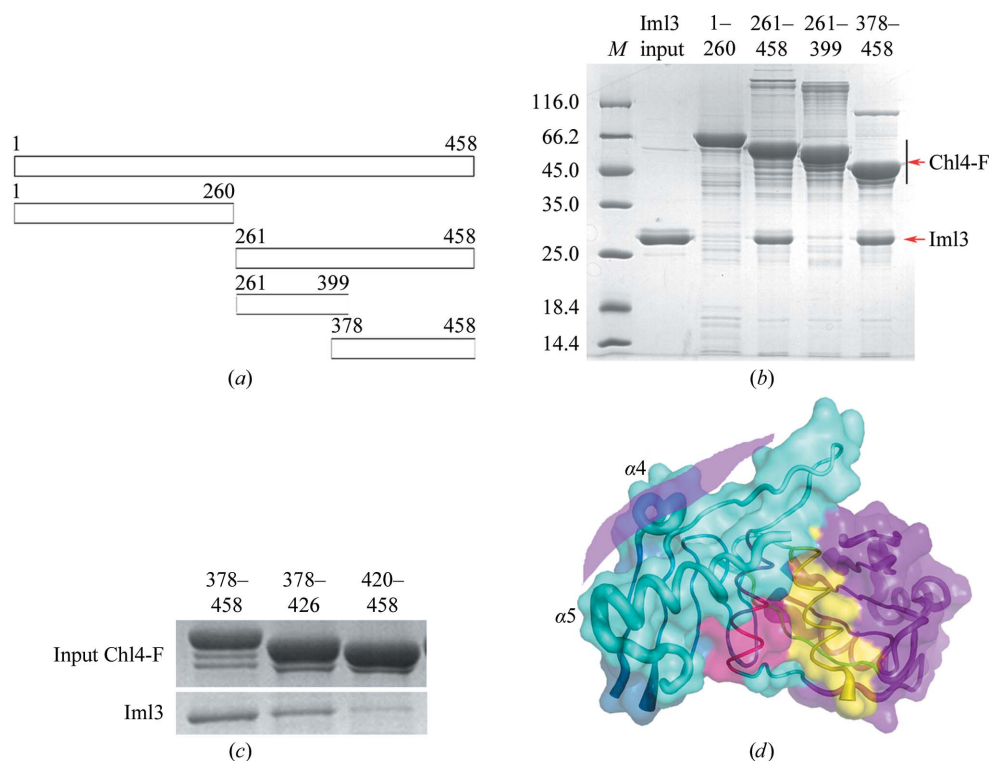 1 458
1 260
261 458
261 399
378 458
(a)
M Iml3 input 1–260 261–458 261–399 378–458
116.0
66.2
45.0
35.0
25.0
18.4
14.4
Chl4-F
Iml3
(b)
378–458 378–426 420–458
Input Chl4-F
Iml3
(c)
α4
α5
(d)